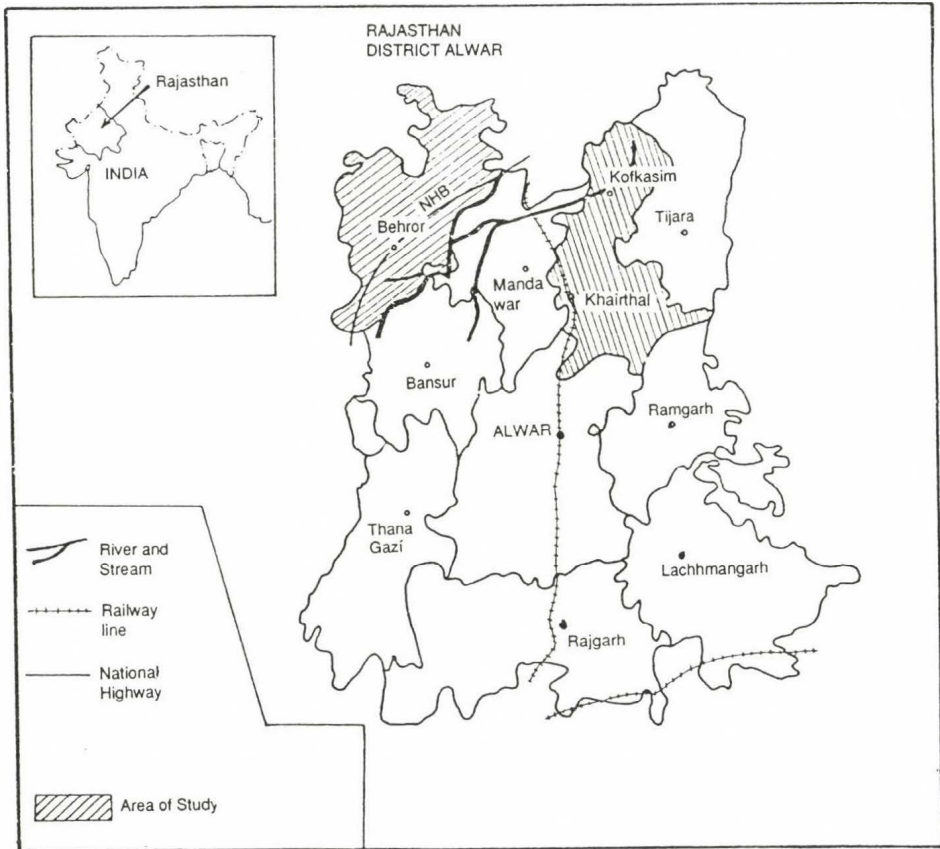 RAJASTHAN
DISTRICT ALWAR
Rajasthan
INDIA
Kofkasim
NHB
Behror
Tijara
Manda
war
Khairthal
Bansur
Ramgarh
ALWAR
Thana
Gazí
Lachhmangarh
Rajgarh
River and
Stream
Railway
line
National
Highway
Area of Study